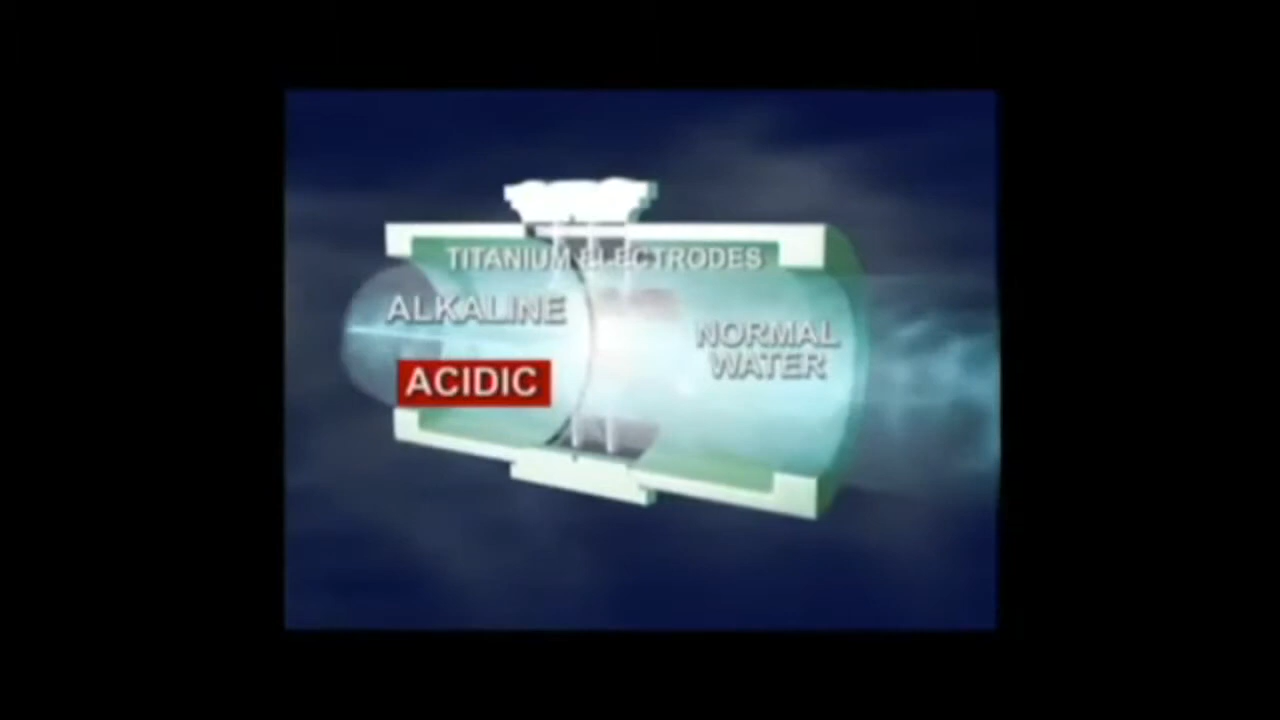 TITANIUM ELECTRODES
ALKALINE
NORMAL
WATER
ACIDIC